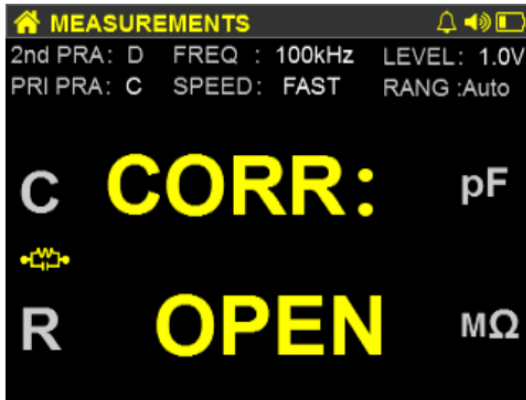 MEASUREMENTS
2nd PRA: D FREQ : 100kHz LEVEL: 1.0V
PRI PRA: C SPEED: FAST RANG :Auto
C CORR: pF
R OPEN MΩ